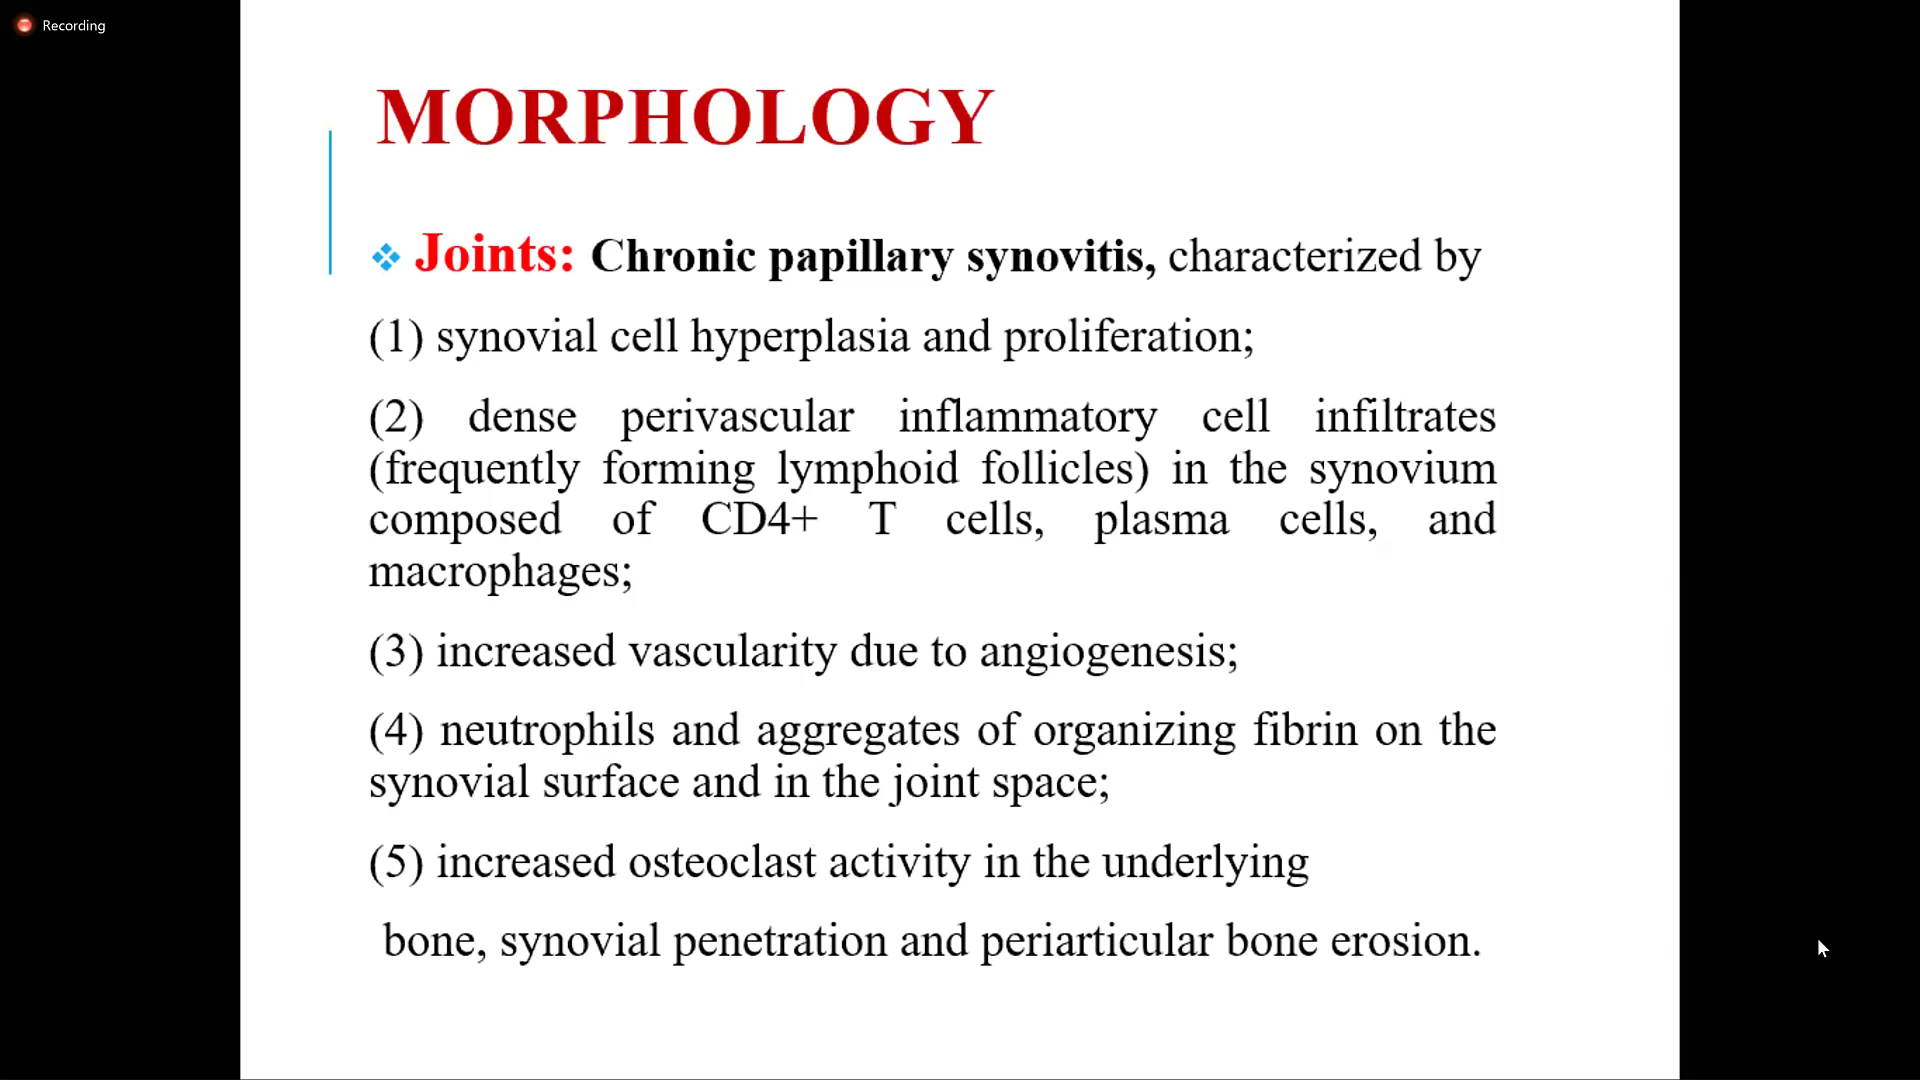 Recording
MORPHOLOGY
Joints: Chronic papillary synovitis, characterized by
(1) synovial cell hyperplasia and proliferation;
(2) dense perivascular inflammatory cell infiltrates
(frequently forming lymphoid follicles) in the synovium
composed of CD4+ T cells, plasma cells, and
macrophages;
(3) increased vascularity due to angiogenesis;
(4) neutrophils and aggregates of organizing fibrin on the
synovial surface and in the joint space;
(5) increased osteoclast activity in the underlying
bone, synovial penetration and periarticular bone erosion.